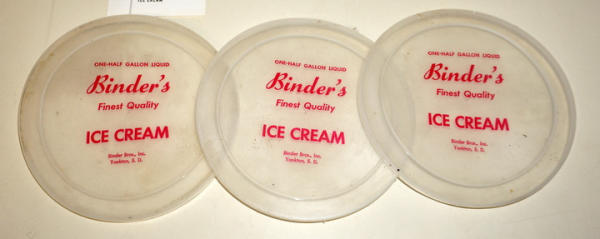 ICE CREAM
ONE-HALF GALLON LIQUID
Binder's
Finest Quality
ICE CREAM
Binder Bros., Inc.
Yankton, S. D.
ONE-HALF GALLON LIQUID
Binder's
Finest Quality
ICE CREAM
Binder Bros., Inc.
Yankton, S. D.
ONE-HALF GALLON LIQUID
Binder's
Finest Quality
ICE CREAM
Binder Bros., Inc.
Yankton, S. D.